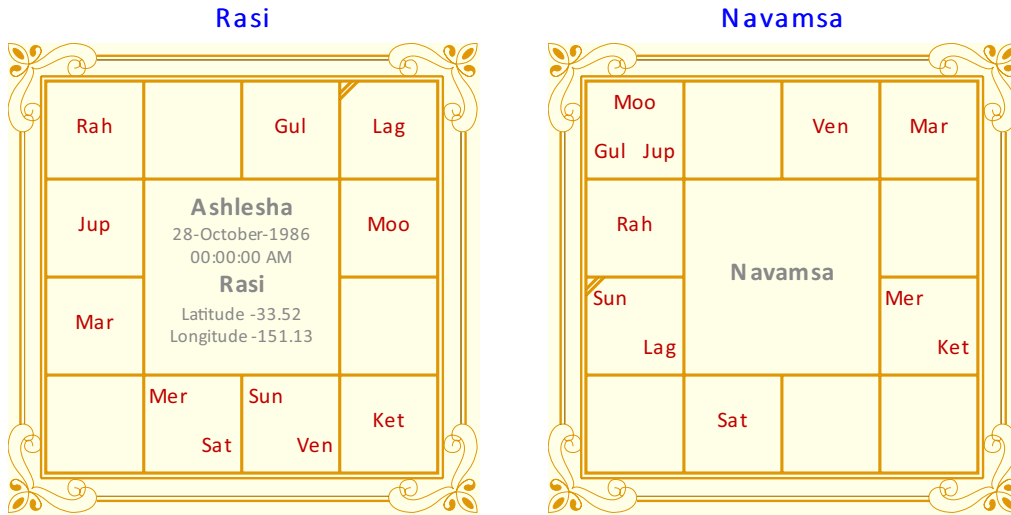 Rasi
Rah Gul Lag
Jup
Ashlesha
28-October-1986
00:00:00 AM
Rasi
Latitude -33.52
Longitude -151.13
Moo
Mar
Mer
Sat
Sun
Ven
Ket
Navamsa
Moo
Gul Jup
Ven Mar
Rah
Navamsa
Sun
Lag
Mer
Ket
Sat